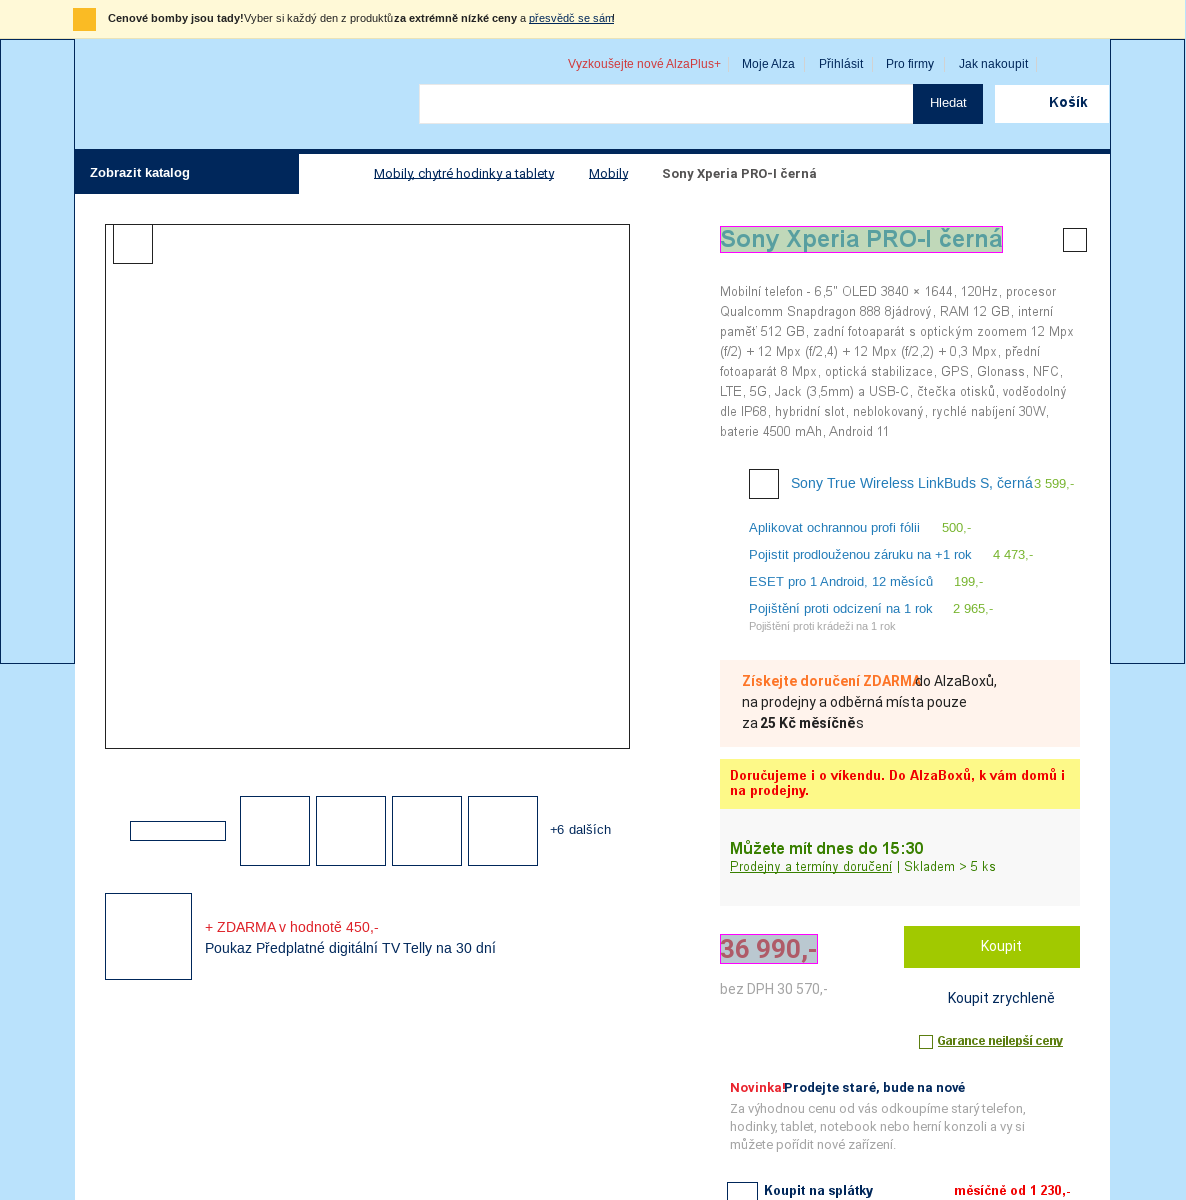 Cenové bomby jsou tady! Vyber si každý den z produktů za extrémně nízké ceny a přesvědč se sám!
Vyzkoušejte nové AlzaPlus+ Moje Alza Přihlásit Pro firmy Jak nakoupit
Hledat Košík
Zobrazit katalog Mobily, chytré hodinky a tablety Mobily Sony Xperia PRO-I černá
Sony Xperia PRO-I černá
Mobilní telefon - 6,5" OLED 3840 × 1644, 120Hz, procesor
Qualcomm Snapdragon 888 8jádrový, RAM 12 GB, interní
paměť 512 GB, zadní fotoaparát s optickým zoomem 12 Mpx
(f/2) + 12 Mpx (f/2,4) + 12 Mpx (f/2,2) + 0,3 Mpx, přední
fotoaparát 8 Mpx, optická stabilizace, GPS, Glonass, NFC,
LTE, 5G, Jack (3,5mm) a USB-C, čtečka otisků, voděodolný
dle IP68, hybridní slot, neblokovaný, rychlé nabíjení 30W,
baterie 4500 mAh, Android 11
Sony True Wireless LinkBuds S, černá 3 599,-
Aplikovat ochrannou profi fólii 500,-
Pojistit prodlouženou záruku na +1 rok 4 473,-
ESET pro 1 Android, 12 měsíců 199,-
Pojištění proti odcizení na 1 rok 2 965,-
Pojištění proti krádeži na 1 rok
Získejte doručení ZDARMA do AlzaBoxů,
na prodejny a odběrná místa pouze
za 25 Kč měsíčně s
Doručujeme i o víkendu. Do AlzaBoxů, k vám domů i
na prodejny.
Můžete mít dnes do 15:30
Prodejny a termíny doručení | Skladem > 5 ks
+6 dalších
+ ZDARMA v hodnotě 450,-
Poukaz Předplatné digitální TV Telly na 30 dní
36 990,- Koupit
bez DPH 30 570,-
Koupit zrychleně
Garance nejlepší ceny
Novinka! Prodejte staré, bude na nové
Za výhodnou cenu od vás odkoupíme starý telefon,
hodinky, tablet, notebook nebo herní konzoli a vy si
můžete pořídit nové zařízení.
Koupit na splátky měsíčně od 1 230,-